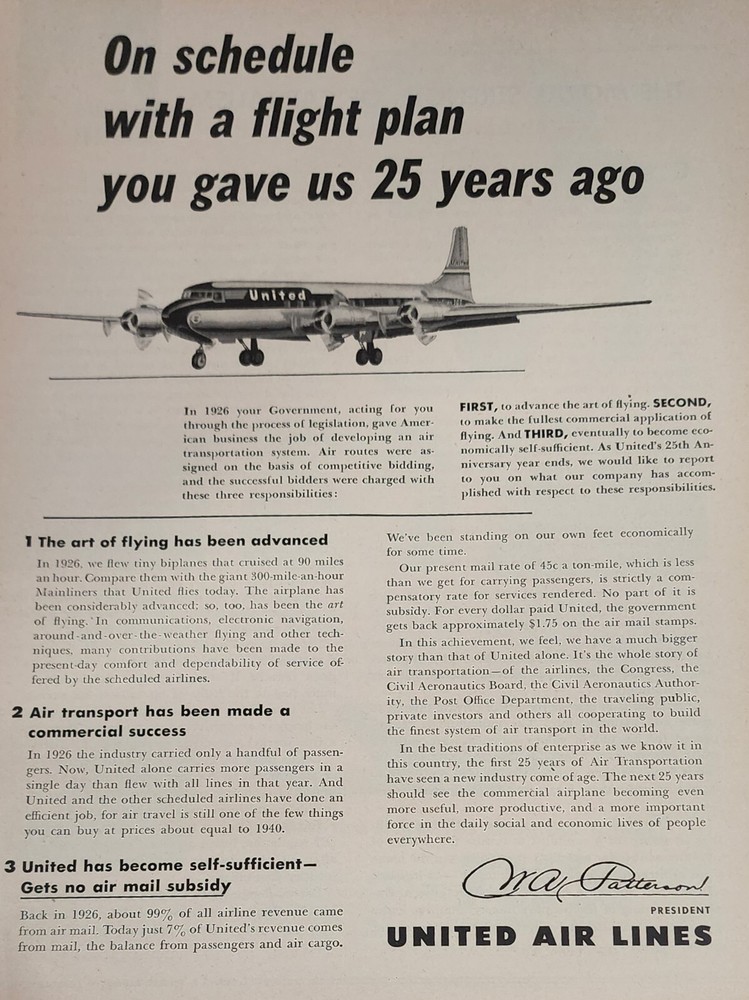 On schedule
with a flight plan
you gave us 25 years ago
United
In 1926 your Government, acting for you
through the process of legislation, gave Amer-
ican business the job of developing an air
transportation system. Air routes were as-
signed on the basis of competitive bidding,
and the successful bidders were charged with
these three responsibilities:
FIRST, to advance the art of flying. SECOND,
to make the fullest commercial application of
flying. And THIRD, eventually to become eco-
nomically self-sufficient. As United's 25th An-
niversary year ends, we would like to report
to you on what our company has accom-
plished with respect to these responsibilities.
1 The art of flying has been advanced
In 1926, we flew tiny biplanes that cruised at 90 miles
an hour. Compare them with the giant 300-mile-an-hour
Mainliners that United flies today. The airplane has
been considerably advanced; so, too, has been the art
of flying. In communications, electronic navigation,
around-and-over-the-weather flying and other tech-
niques, many contributions have been made to the
present-day comfort and dependability of service of-
fered by the scheduled airlines.
2 Air transport has been made a
commercial success
In 1926 the industry carried only a handful of passen-
gers. Now, United alone carries more passengers in a
single day than flew with all lines in that year. And
United and the other scheduled airlines have done an
efficient job, for air travel is still one of the few things
you can buy at prices about equal to 1940.
3 United has become self-sufficient—
Gets no air mail subsidy
Back in 1926, about 99% of all airline revenue came
from air mail. Today just 7% of United's revenue comes
from mail, the balance from passengers and air cargo.
We've been standing on our own feet economically
for some time.
Our present mail rate of 45c a ton-mile, which is less
than we get for carrying passengers, is strictly a com-
pensatory rate for services rendered. No part of it is
subsidy. For every dollar paid United, the government
gets back approximately $1.75 on the air mail stamps.
In this achievement, we feel, we have a much bigger
story than that of United alone. It's the whole story of
air transportation—of the airlines, the Congress, the
Civil Aeronautics Board, the Civil Aeronautics Author-
ity, the Post Office Department, the traveling public,
private investors and others all cooperating to build
the finest system of air transport in the world.
In the best traditions of enterprise as we know it in
this country, the first 25 years of Air Transportation
have seen a new industry come of age. The next 25 years
should see the commercial airplane becoming even
more useful, more productive, and a more important
force in the daily social and economic lives of people
everywhere.
W A Patterson
PRESIDENT
UNITED AIR LINES